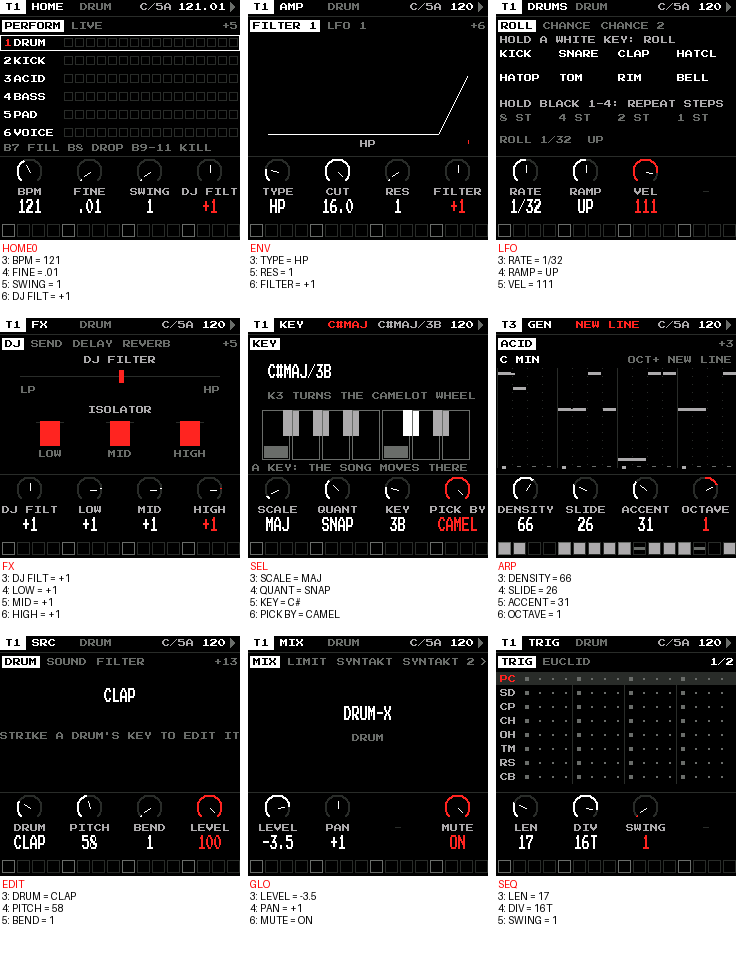 T1 HOME DRUM C/5A 121.01
PERFORM LIVE +5
1 DRUM
2 KICK
3 ACID
4 BASS
5 PAD
6 VOICE
B7 FILL B8 DROP B9-11 KILL
BPM FINE SWING DJ FILT
121 .01 1 +1
HOME0
3: BPM = 121
4: FINE = .01
5: SWING = 1
6: DJ FILT = +1
T1 AMP DRUM C/5A 120
FILTER 1 LFO 1 +6
HP
TYPE CUT RES FILTER
HP 16.0 1 +1
ENV
3: TYPE = HP
5: RES = 1
6: FILTER = +1
T1 DRUMS DRUM C/5A 120
ROLL CHANCE CHANCE 2
HOLD A WHITE KEY: ROLL
KICK SNARE CLAP HATCL
HATOP TOM RIM BELL
HOLD BLACK 1-4: REPEAT STEPS
8 ST 4 ST 2 ST 1 ST
ROLL 1/32 UP
RATE RAMP VEL -
1/32 UP 111
LFO
3: RATE = 1/32
4: RAMP = UP
5: VEL = 111
T1 FX DRUM C/5A 120
DJ SEND DELAY REVERB +5
DJ FILTER
LP HP
ISOLATOR
LOW MID HIGH
DJ FILT LOW MID HIGH
+1 +1 +1 +1
FX
3: DJ FILT = +1
4: LOW = +1
5: MID = +1
6: HIGH = +1
T1 KEY C#MAJ C#MAJ/3B 120
KEY
C#MAJ/3B
K3 TURNS THE CAMELOT WHEEL
A KEY: THE SONG MOVES THERE
SCALE QUANT KEY PICK BY
MAJ SNAP 3B CAMEL
SEL
3: SCALE = MAJ
4: QUANT = SNAP
5: KEY = C#
6: PICK BY = CAMEL
T3 GEN NEW LINE C/5A 120
ACID +3
C MIN OCT+ NEW LINE
DENSITY SLIDE ACCENT OCTAVE
66 26 31 1
ARP
3: DENSITY = 66
4: SLIDE = 26
5: ACCENT = 31
6: OCTAVE = 1
T1 SRC DRUM C/5A 120
DRUM SOUND FILTER +13
CLAP
STRIKE A DRUM'S KEY TO EDIT IT
DRUM PITCH BEND LEVEL
CLAP 58 1 100
EDIT
3: DRUM = CLAP
4: PITCH = 58
5: BEND = 1
T1 MIX DRUM C/5A 120
MIX LIMIT SYNTAKT SYNTAKT 2 >
DRUM-X
DRUM
LEVEL PAN - MUTE
-3.5 +1 ON
GLO
3: LEVEL = -3.5
4: PAN = +1
6: MUTE = ON
T1 TRIG DRUM C/5A 120
TRIG EUCLID 1/2
PC
SD
CP
CH
OH
TM
RS
CB
LEN DIV SWING -
17 16T 1
SEQ
3: LEN = 17
4: DIV = 16T
5: SWING = 1